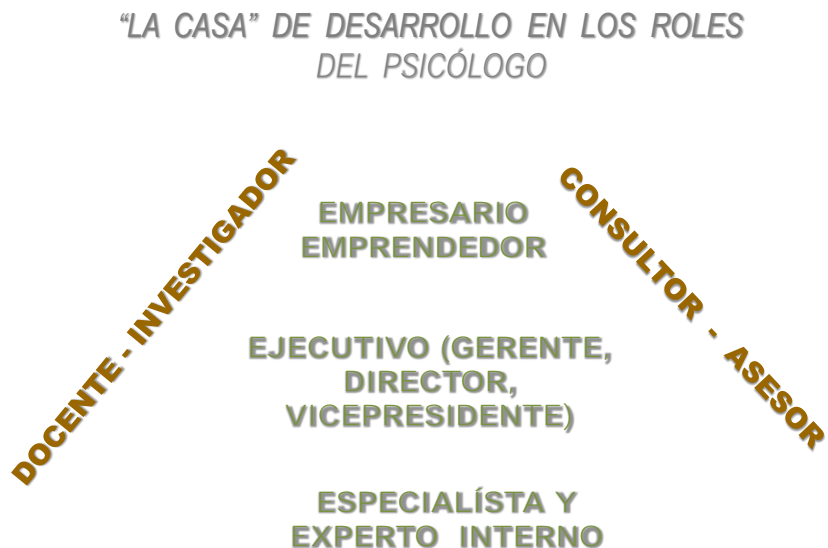 “LA CASA” DE DESARROLLO EN LOS ROLES
DEL PSICÓLOGO
DOCENTE - INVESTIGADOR
CONSULTOR - ASESOR
EMPRESARIO
EMPRENDEDOR
EJECUTIVO (GERENTE,
DIRECTOR,
VICEPRESIDENTE)
ESPECIALÍSTA Y
EXPERTO INTERNO